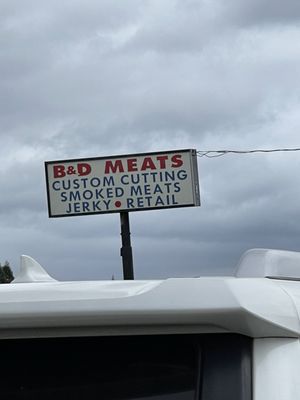 B&D MEATS
CUSTOM CUTTING
SMOKED MEATS
JERKY • RETAIL